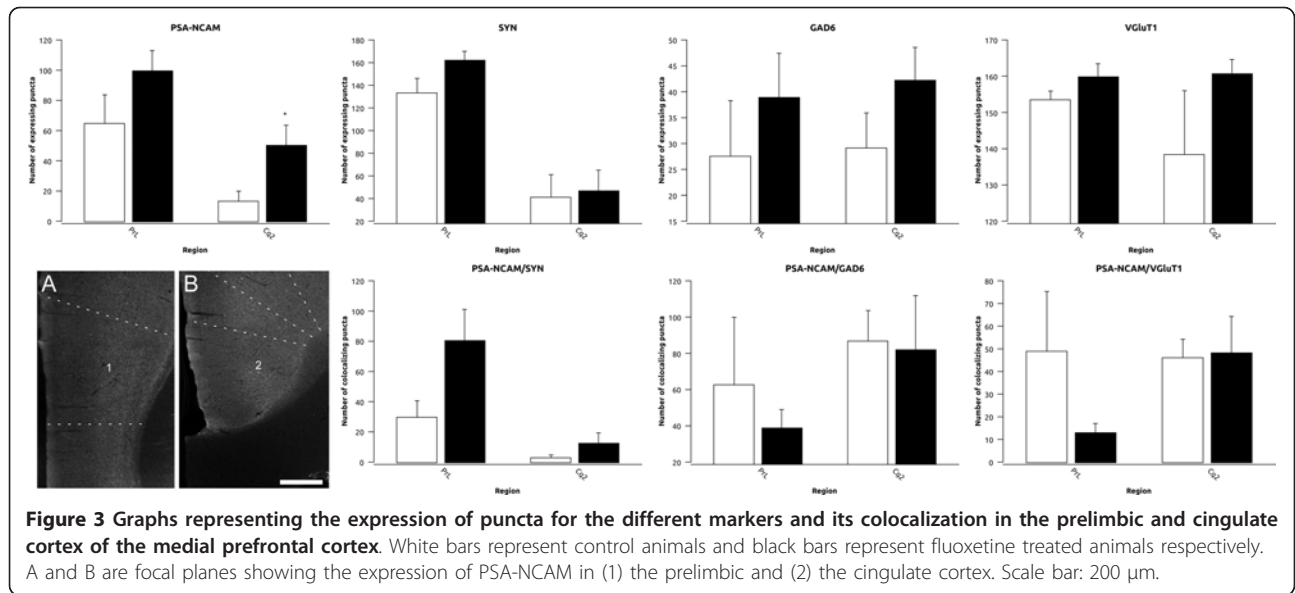 PSA-NCAM
Number of expressing puncta
120
100
80
60
40
20
0
PrL
Cg2
*
Region
SYN
Number of expressing puncta
180
160
140
120
100
80
60
40
20
PrL
Cg2
Region
GAD6
Number of expressing puncta
50
45
40
35
30
25
20
15
PrL
Cg2
Region
VGluT1
Number of expressing puncta
170
160
150
140
130
120
PrL
Cg2
Region
A
1
B
2
PSA-NCAM/SYN
Number of colocalizing puncta
120
100
80
60
40
20
0
PrL
Cg2
Region
PSA-NCAM/GAD6
Number of colocalizing puncta
120
100
80
60
40
20
PrL
Cg2
Region
PSA-NCAM/VGluT1
Number of colocalizing puncta
80
70
60
50
40
30
20
10
0
PrL
Cg2
Region
Figure 3 Graphs representing the expression of puncta for the different markers and its colocalization in the prelimbic and cingulate
cortex of the medial prefrontal cortex. White bars represent control animals and black bars represent fluoxetine treated animals respectively.
A and B are focal planes showing the expression of PSA-NCAM in (1) the prelimbic and (2) the cingulate cortex. Scale bar: 200 μm.